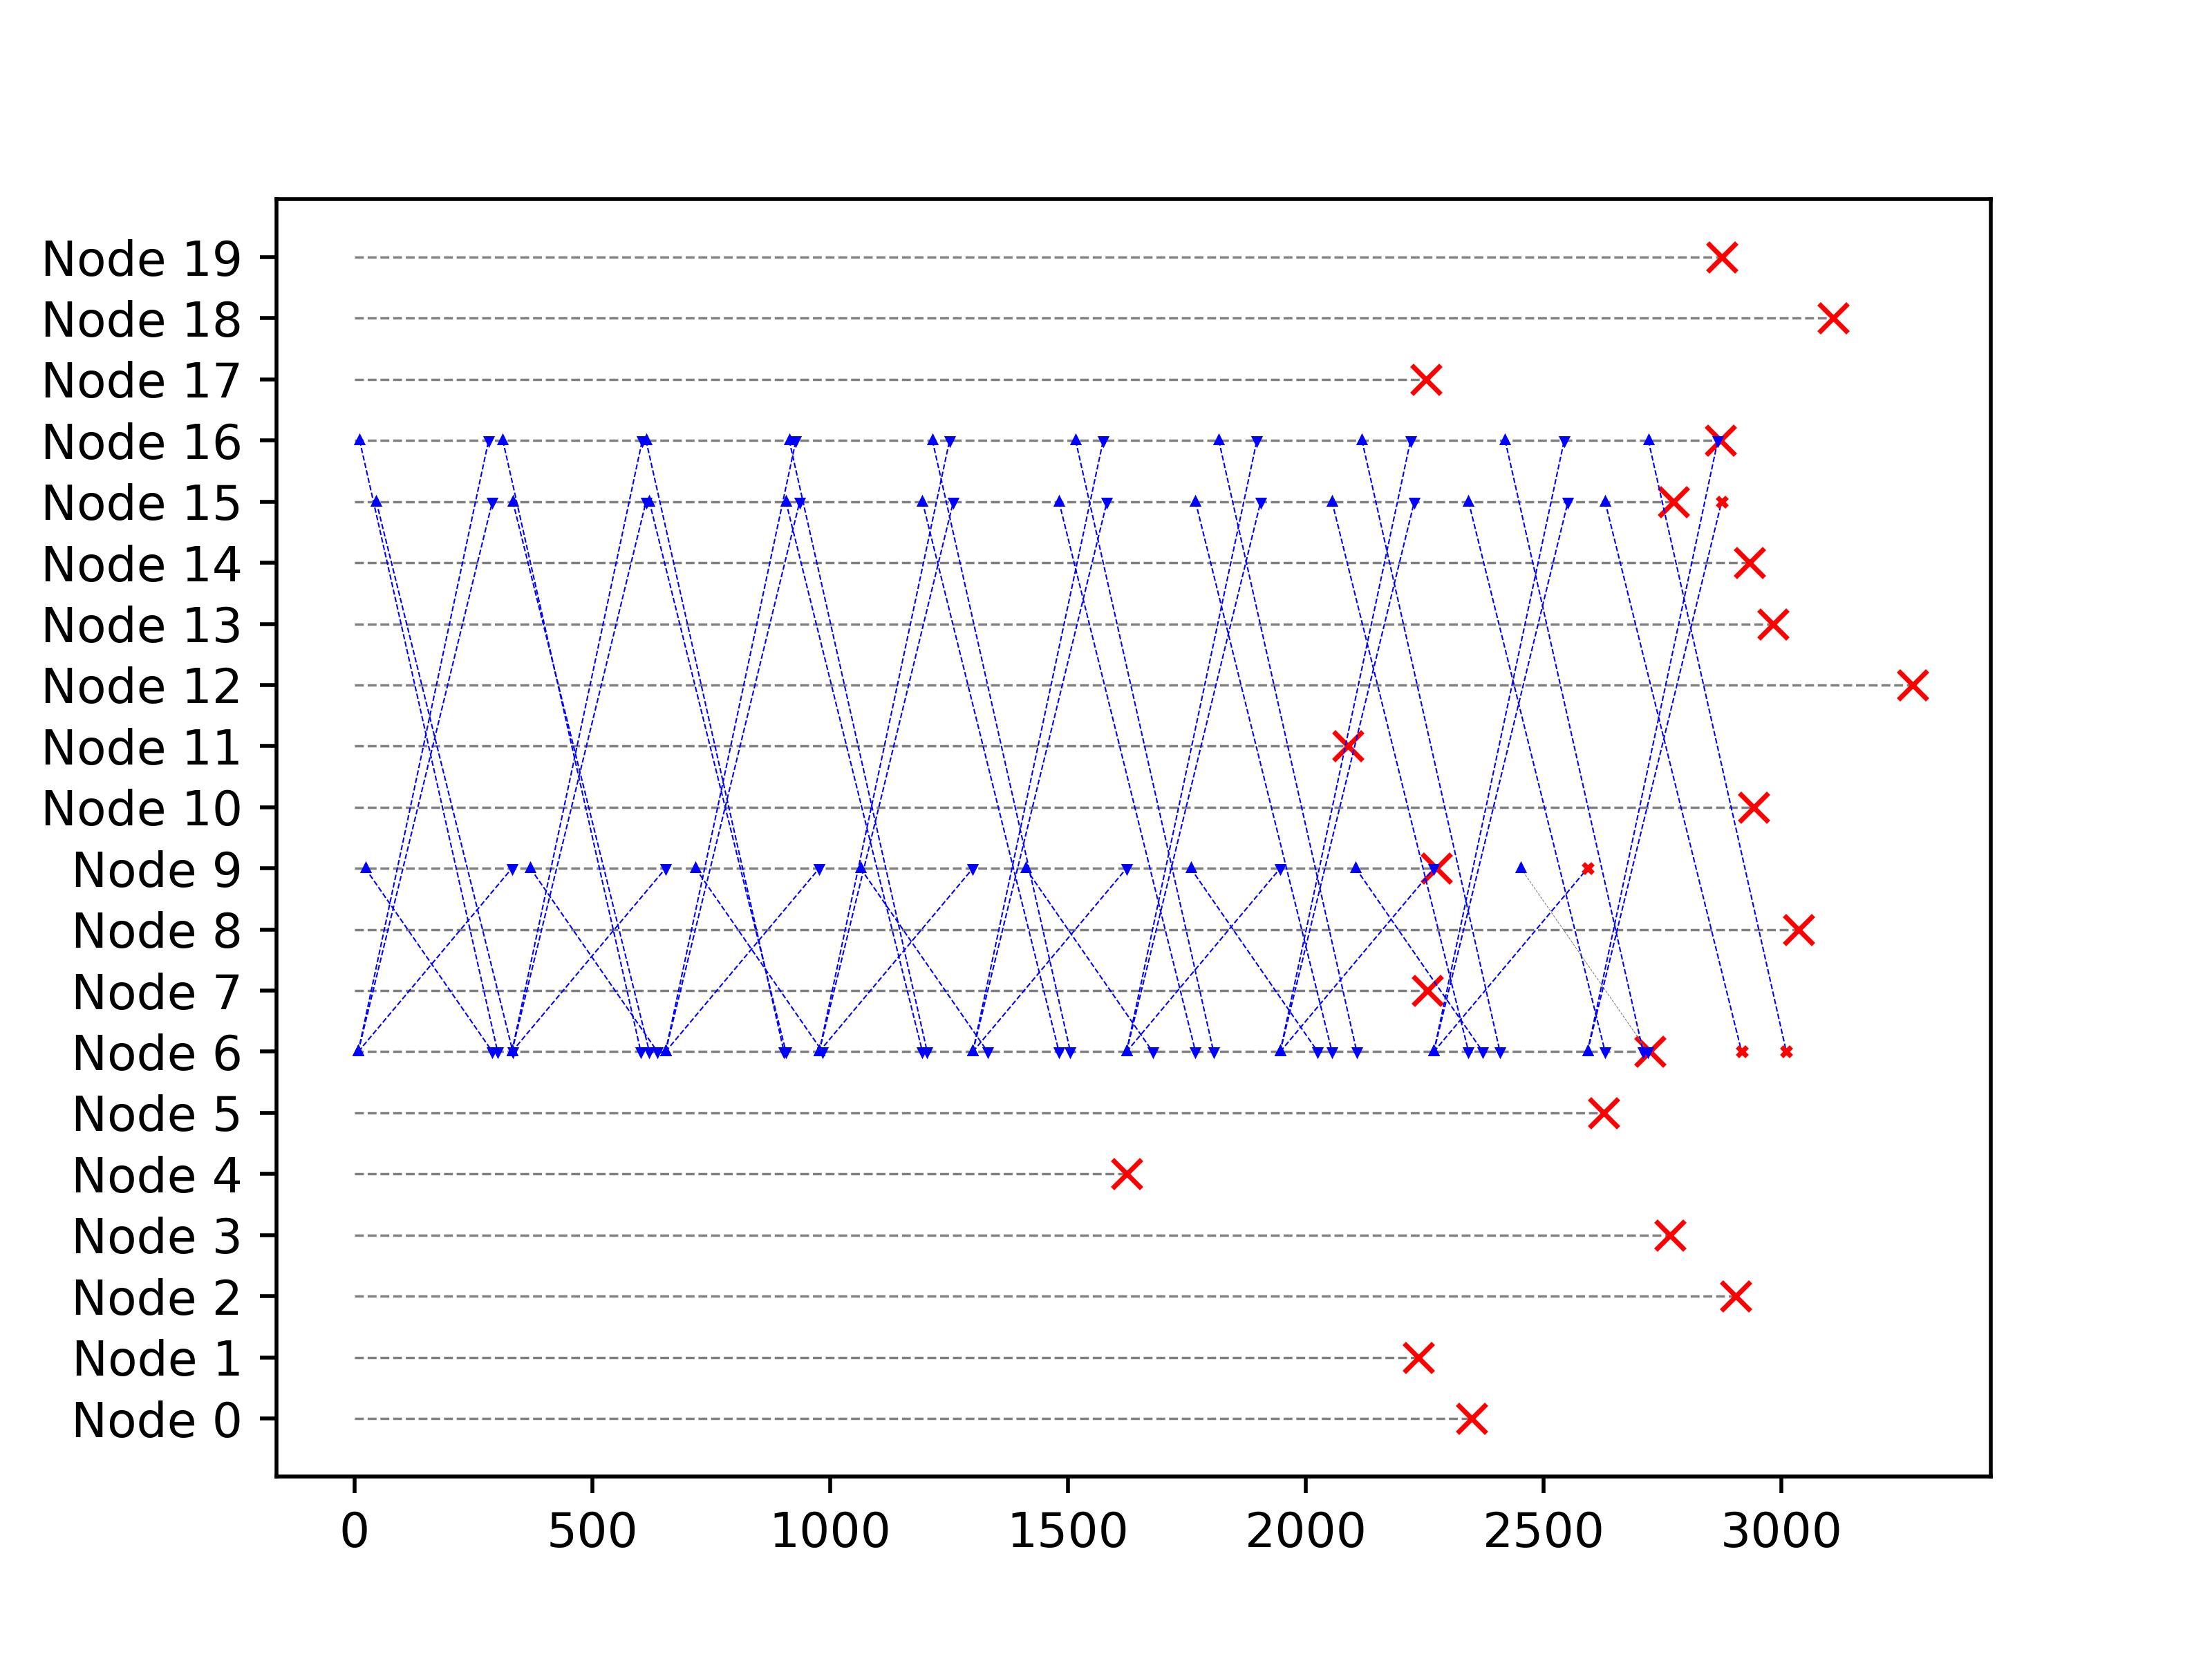 Node 19
Node 18
Node 17
Node 16
Node 15
Node 14
Node 13
Node 12
Node 11
Node 10
Node 9
Node 8
Node 7
Node 6
Node 5
Node 4
Node 3
Node 2
Node 1
Node 0
0 500 1000 1500 2000 2500 3000